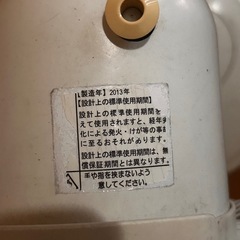 【製造年】2013年
【設計上の標準使用期間】
設計上の標準使用期間を
えて使用されますと、経年劣
化による発火・けが等の事
に至るおそれがあります。
【設計上の標準使用期間は、無
償保証期間とは異なります。】
手や指を挟まないよう
意してください。